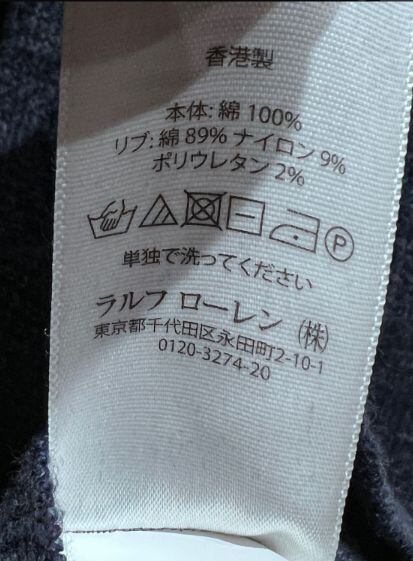 香港製
本体: 綿 100%
リブ: 綿 89% ナイロン 9%
ポリウレタン 2%
P
単独で洗ってください
ラルフ ローレン (株)
東京都千代田区永田町2-10-1
0120-3274-20